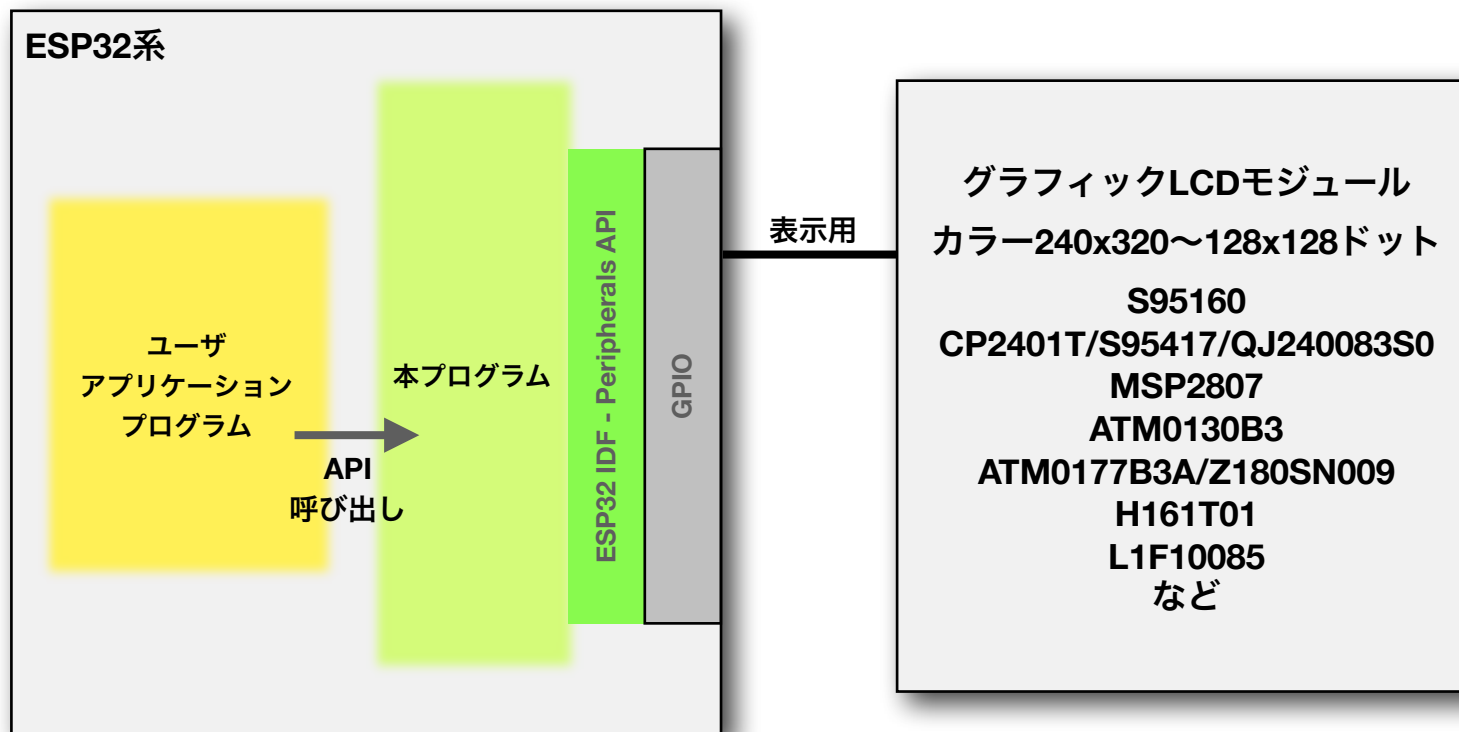 ESP32系
ユーザ
アプリケーション
プログラム
API
呼び出し
本プログラム
ESP32 IDF - Peripherals API
GPIO
表示用
グラフィックLCDモジュール
カラー240x320〜128x128ドット
S95160
CP2401T/S95417/QJ240083S0
MSP2807
ATM0130B3
ATM0177B3A/Z180SN009
H161T01
L1F10085
など